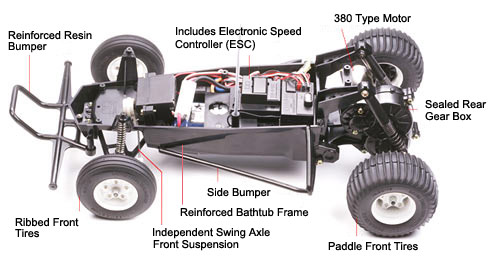 Reinforced Resin
Bumper
Includes Electronic Speed
Controller (ESC)
380 Type Motor
Sealed Rear
Gear Box
Side Bumper
Reinforced Bathtub Frame
Ribbed Front
Tires
Independent Swing Axle
Front Suspension
Paddle Front Tires